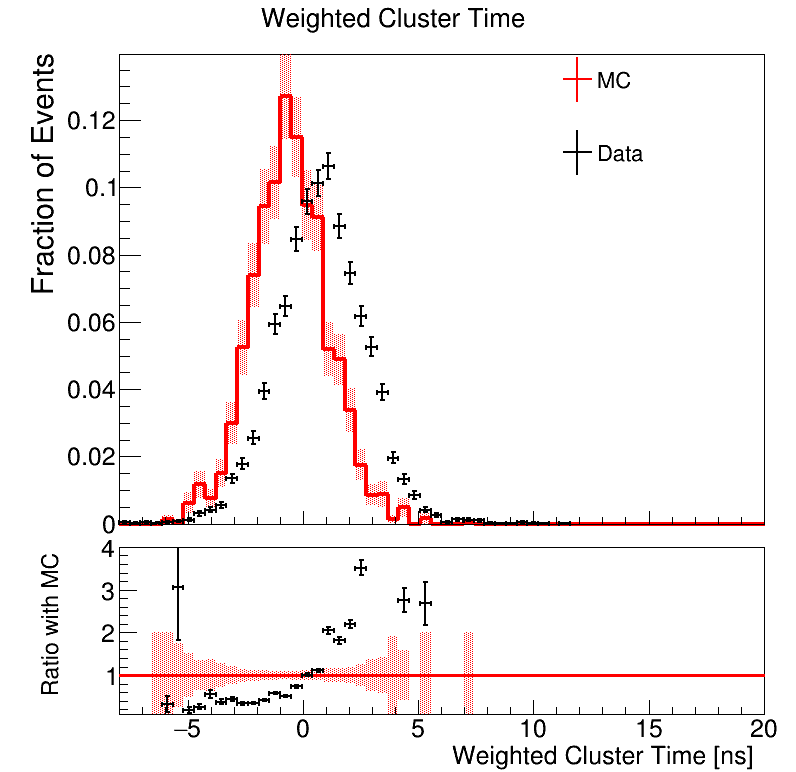 Weighted Cluster Time
Fraction of Events
MC
Data
0.12
0.1
0.08
0.06
0.04
0.02
0
Ratio with MC
4
3
2
1
−5 0 5 10 15 20
Weighted Cluster Time [ns]